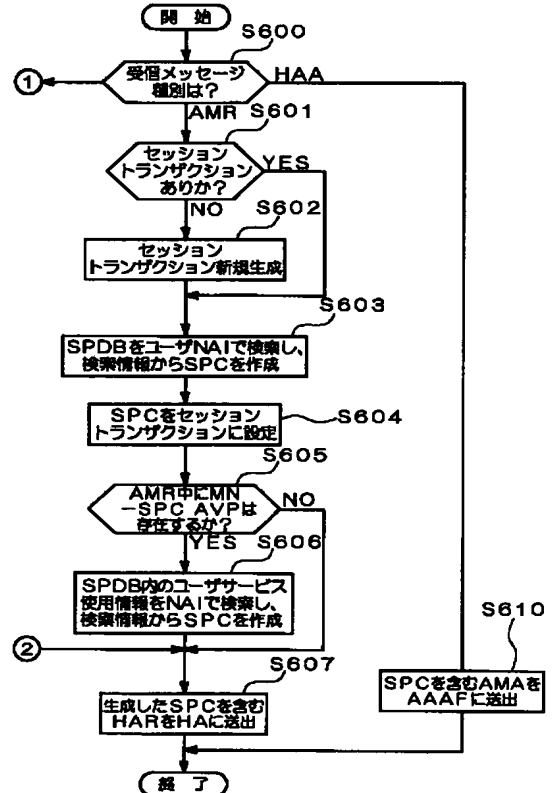 開 始
S600
受信メッセージ
種別は？
HAA
①
AMR
S601
セッション
トランザクション
ありか？
YES
NO
S602
セッション
トランザクション新規生成
S603
SPDBをユーザNAIで検索し、
検索情報からSPCを作成
S604
SPCをセッション
トランザクションに設定
S605
AMR中にMN
－SPC AVPは
存在するか？
NO
YES
S606
SPDB内のユーザサービス
使用情報をNAIで検索し、
検索情報からSPCを作成
②
S607
生成したSPCを含む
HARをHAに送出
S610
SPCを含むAMAを
AAAFに送出
終 了